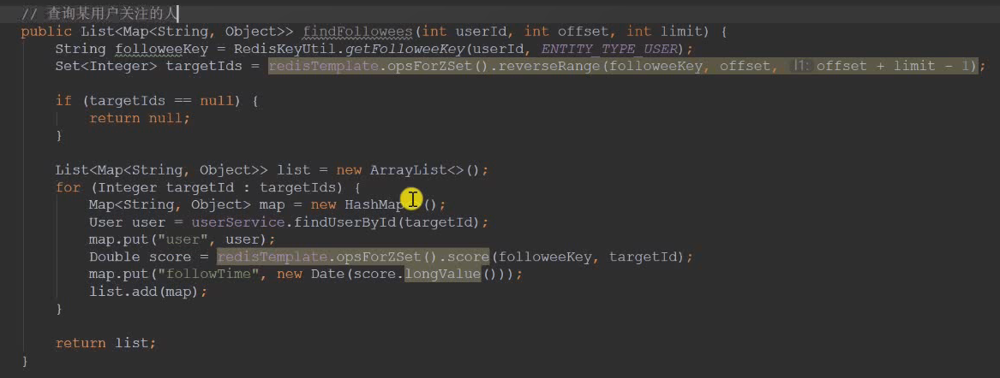 // 查询某用户关注的人
public List<Map<String, Object>> findFollowees(int userId, int offset, int limit) {
    String followeeKey = RedisKeyUtil.getFolloweeKey(userId, ENTITY_TYPE_USER);
    Set<Integer> targetIds = redisTemplate.opsForZSet().reverseRange(followeeKey, offset, l1: offset + limit - 1);
    if (targetIds == null) {
        return null;
    }
    List<Map<String, Object>> list = new ArrayList<>();
    for (Integer targetId : targetIds) {
        Map<String, Object> map = new HashMap ();
        User user = userService.findUserById(targetId);
        map.put("user", user);
        Double score = redisTemplate.opsForZSet().score(followeeKey, targetId);
        map.put("followTime", new Date(score.longValue()));
        list.add(map);
    }
    return list;
}